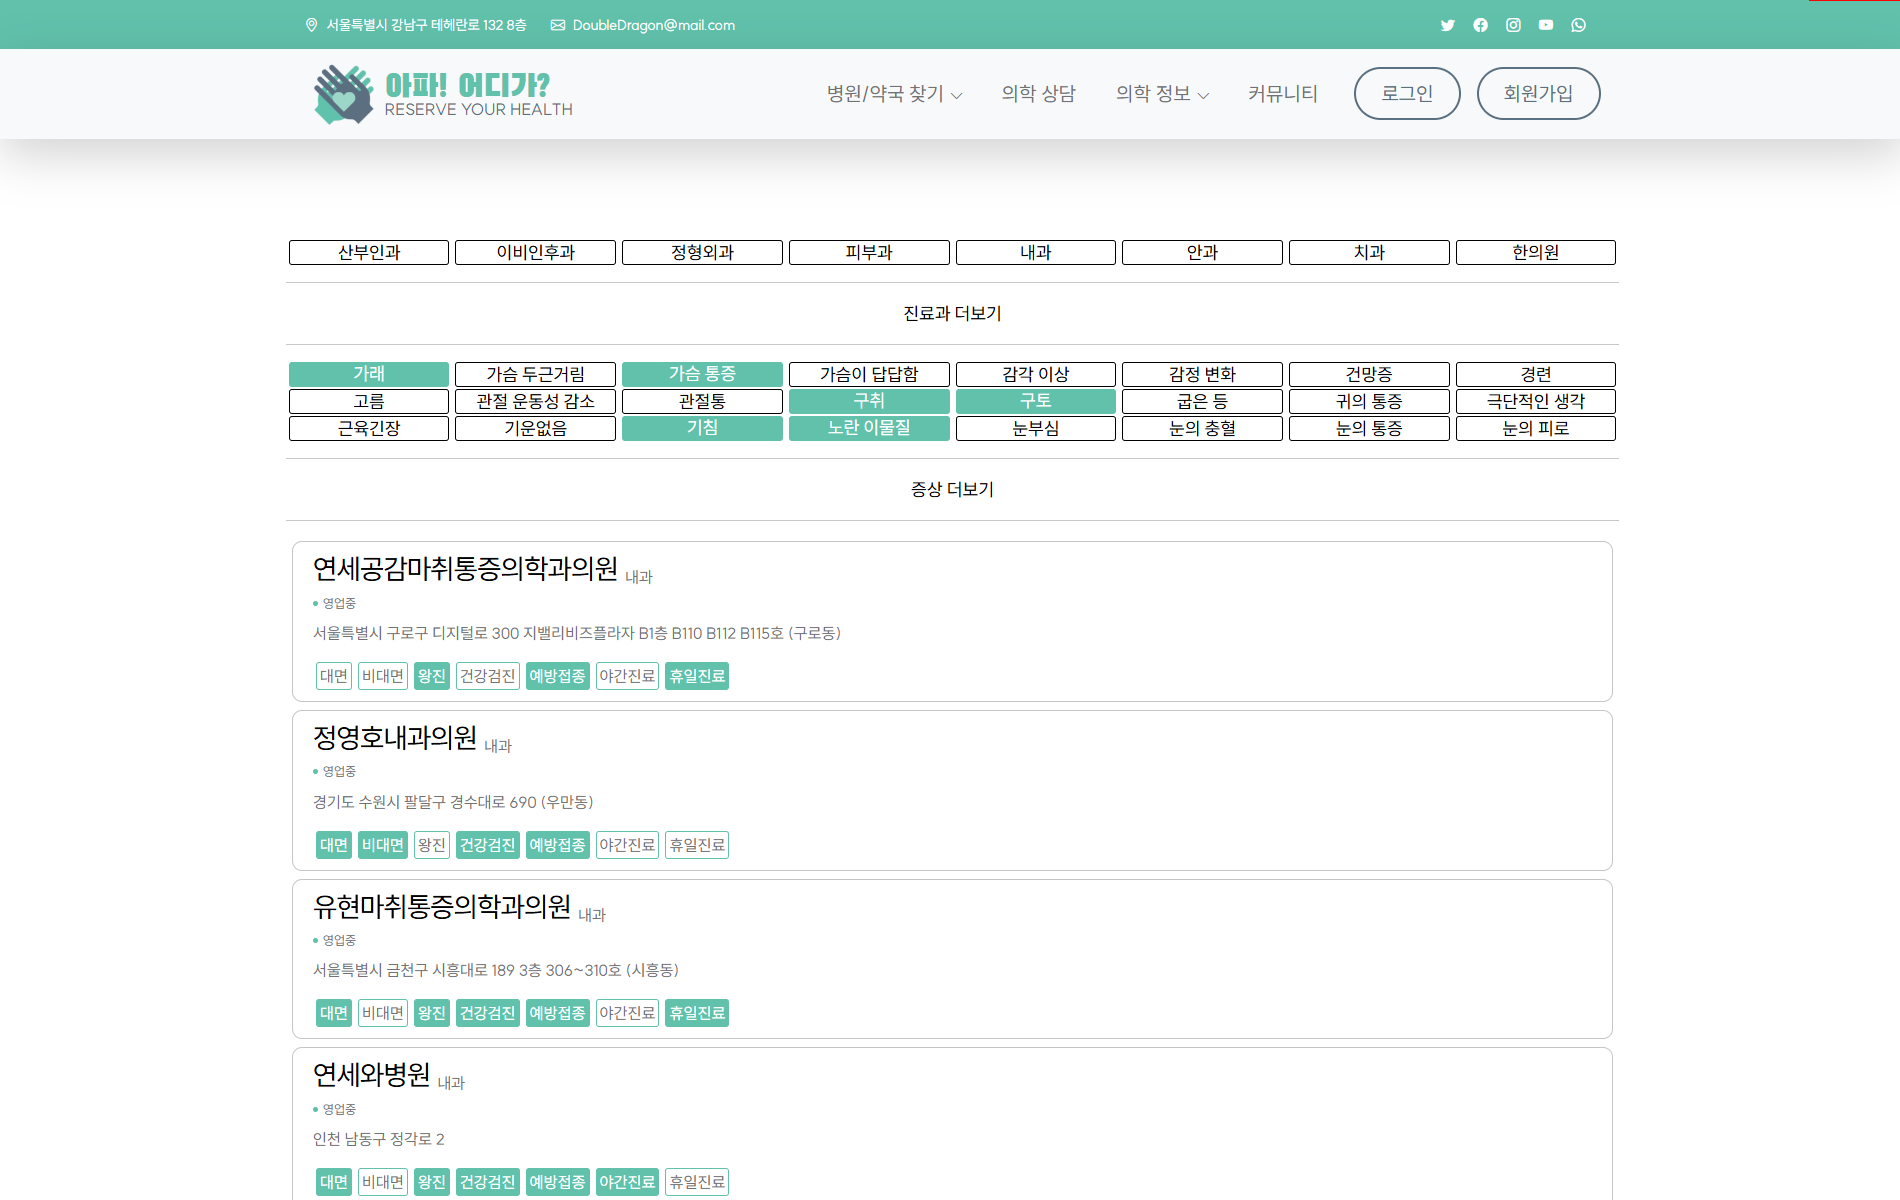 서울특별시 강남구 테헤란로 132 8층 DoubleDragon@mail.com
아파! 어디가?
RESERVE YOUR HEALTH
병원/약국 찾기 의학 상담 의학 정보 커뮤니티 로그인 회원가입
산부인과 이비인후과 정형외과 피부과 내과 안과 치과 한의원
진료과 더보기
가래 가슴 두근거림 가슴 통증 가슴이 답답함 감각 이상 감정 변화 건망증 경련
고름 관절 운동성 감소 관절통 구취 구토 굽은 등 귀의 통증 극단적인 생각
근육긴장 기운없음 기침 노란 이물질 눈부심 눈의 충혈 눈의 통증 눈의 피로
증상 더보기
연세공감마취통증의학과의원 내과
영업중
서울특별시 구로구 디지털로 300 지밸리비즈플라자 B1층 B110 B112 B115호 (구로동)
대면 비대면 왕진 건강검진 예방접종 야간진료 휴일진료
정영호내과의원 내과
영업중
경기도 수원시 팔달구 경수대로 690 (우만동)
대면 비대면 왕진 건강검진 예방접종 야간진료 휴일진료
유현마취통증의학과의원 내과
영업중
서울특별시 금천구 시흥대로 189 3층 306~310호 (시흥동)
대면 비대면 왕진 건강검진 예방접종 야간진료 휴일진료
연세와병원 내과
영업중
인천 남동구 정각로 2
대면 비대면 왕진 건강검진 예방접종 야간진료 휴일진료